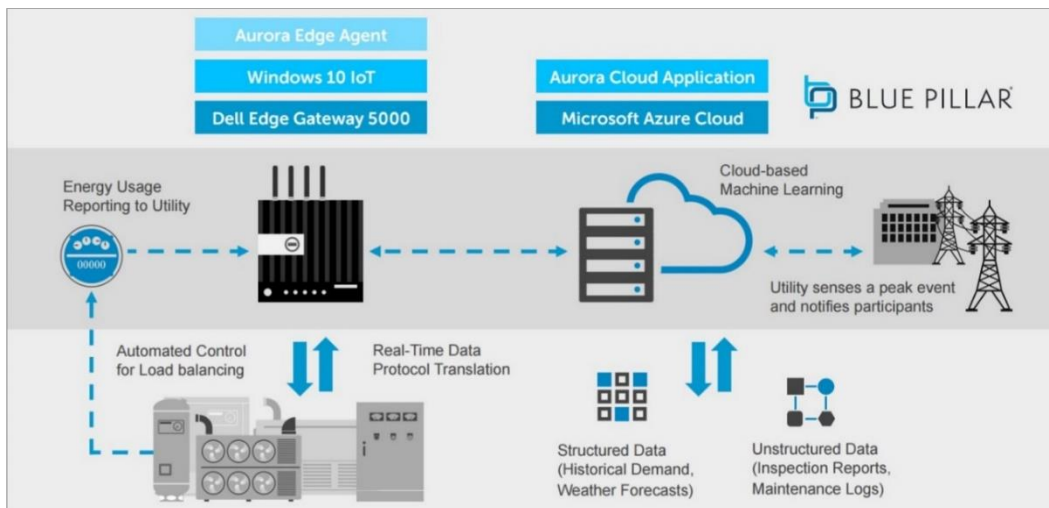 Aurora Edge Agent
Windows 10 IoT
Dell Edge Gateway 5000
Aurora Cloud Application
Microsoft Azure Cloud
BLUE PILLAR
Energy Usage
Reporting to Utility
00000
Cloud-based
Machine Learning
Utility senses a peak event
and notifies participants
Automated Control
for Load balancing
Real-Time Data
Protocol Translation
Structured Data
(Historical Demand,
Weather Forecasts)
Unstructured Data
(Inspection Reports,
Maintenance Logs)